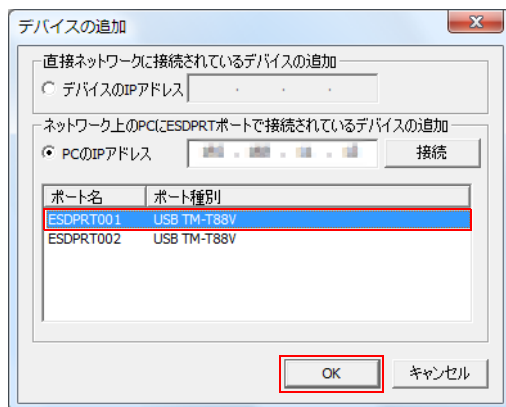 デバイスの追加
直接ネットワークに接続されているデバイスの追加
デバイスのIPアドレス . . .
ネットワーク上のPCにESDPRTポートで接続されているデバイスの追加
PCのIPアドレス . . . 接続
ポート名 ポート種別
ESDPRT001 USB TM-T88V
ESDPRT002 USB TM-T88V
OK キャンセル